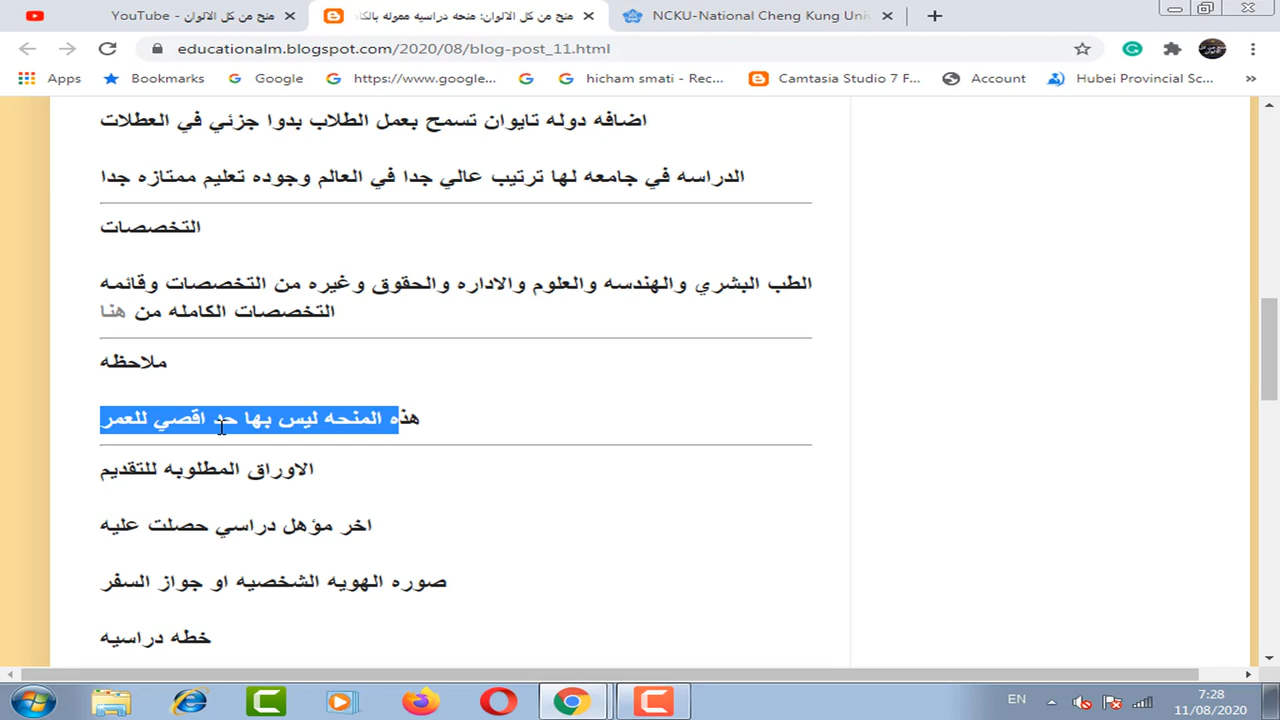 منح من كل الالوان - YouTube
منح من كل الالوان: منحه دراسيه مموله بالكا
NCKU-National Cheng Kung Univ
educationalm.blogspot.com/2020/08/blog-post_11.html
Apps
Bookmarks
Google
https://www.google...
hicham smati - Rec...
Camtasia Studio 7 F...
Account
Hubei Provincial Sc...
»
اضافه دوله تايوان تسمح بعمل الطلاب بدوا جزئي في العطلات
الدراسه في جامعه لها ترتيب عالي جدا في العالم وجوده تعليم ممتازه جدا
التخصصات
الطب البشري والهندسه والعلوم والاداره والحقوق وغيره من التخصصات وقائمه
التخصصات الكامله من هنا
ملاحظه
هذه المنحه ليس بها حد اقصي للعمر
الاوراق المطلوبه للتقديم
اخر مؤهل دراسي حصلت عليه
صوره الهويه الشخصيه او جواز السفر
خطه دراسيه
EN
7:28
11/08/2020